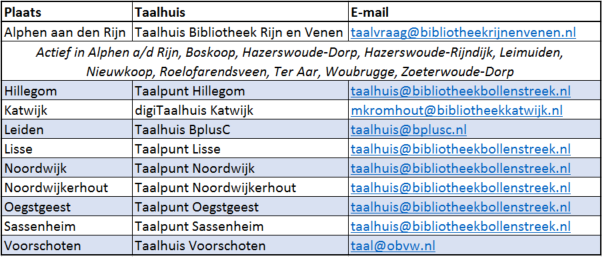 Plaats Taalhuis E-mail
Alphen aan den Rijn Taalhuis Bibliotheek Rijn en Venen taalvraag@bibliotheekrijnenvenen.nl
Actief in Alphen a/d Rijn, Boskoop, Hazerswoude-Dorp, Hazerswoude-Rijndijk, Leimuiden,
Nieuwkoop, Roelofarendsveen, Ter Aar, Woubrugge, Zoeterwoude-Dorp
Hillegom Taalpunt Hillegom taalhuis@bibliotheekbollenstreek.nl
Katwijk digiTaalhuis Katwijk mkromhout@bibliotheekkatwijk.nl
Leiden Taalhuis BplusC taalhuis@bplusc.nl
Lisse Taalpunt Lisse taalhuis@bibliotheekbollenstreek.nl
Noordwijk Taalpunt Noordwijk taalhuis@bibliotheekbollenstreek.nl
Noordwijkerhout Taalpunt Noordwijkerhout taalhuis@bibliotheekbollenstreek.nl
Oegstgeest Taalpunt Oegstgeest taalhuis@bibliotheekbollenstreek.nl
Sassenheim Taalpunt Sassenheim taalhuis@bibliotheekbollenstreek.nl
Voorschoten Taalhuis Voorschoten taal@obvw.nl